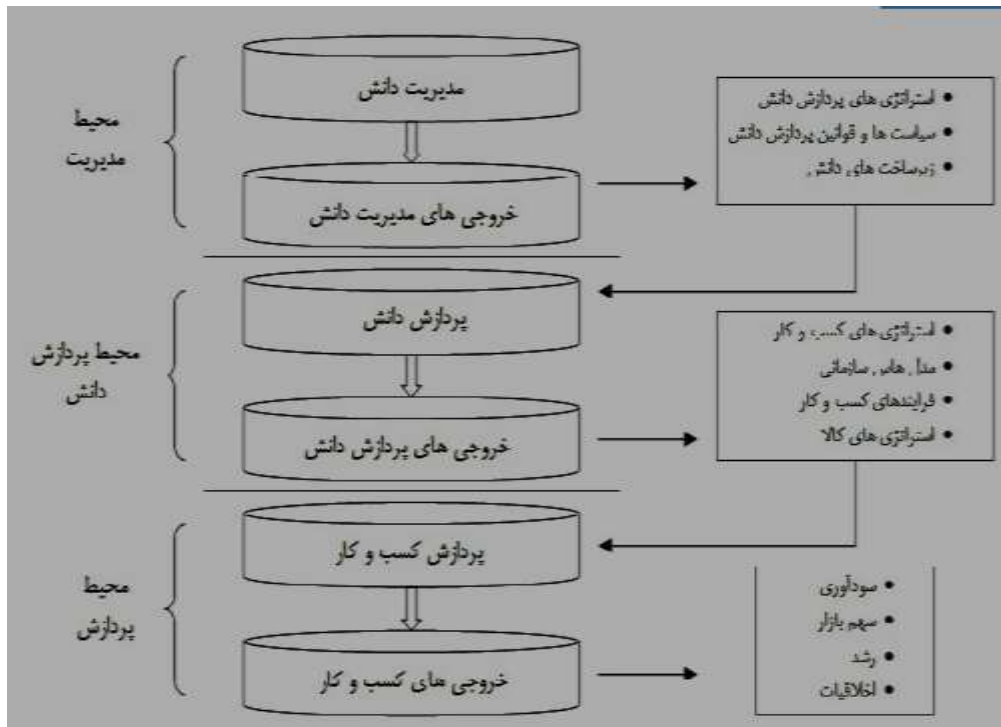 مدیریت دانش
محیط
مدیریت
خروجی های مدیریت دانش
• استراتژی های پردازش دانش
• سیاست ها و قوانین پردازش دانش
• زیرساخت های دانش
پردازش دانش
محیط پردازش
دانش
خروجی های پردازش دانش
• استراتژی های کسب و کار
• مدل های سازمانی
• فرایندهای کسب و کار
• استراتژی های کالا
پردازش کسب و کار
محیط
پردازش
خروجی های کسب و کار
• سودآوری
• سهم بازار
• رشد
• اخلاقیات